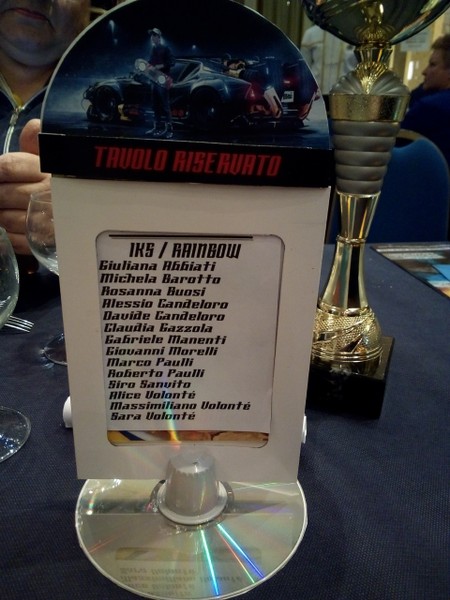 TAVOLO RISERVATO
IKS / RAINBOW
Giuliana Abbiati
Michela Barotto
Rosanna Buosi
Alessio Candeloro
Davide Candeloro
Claudia Gazzola
Gabriele Manenti
Giovanni Morelli
Marco Paulli
Roberto Paulli
Siro Sanvito
Alice Volonté
Massimiliano Volonté
Sara Volonté